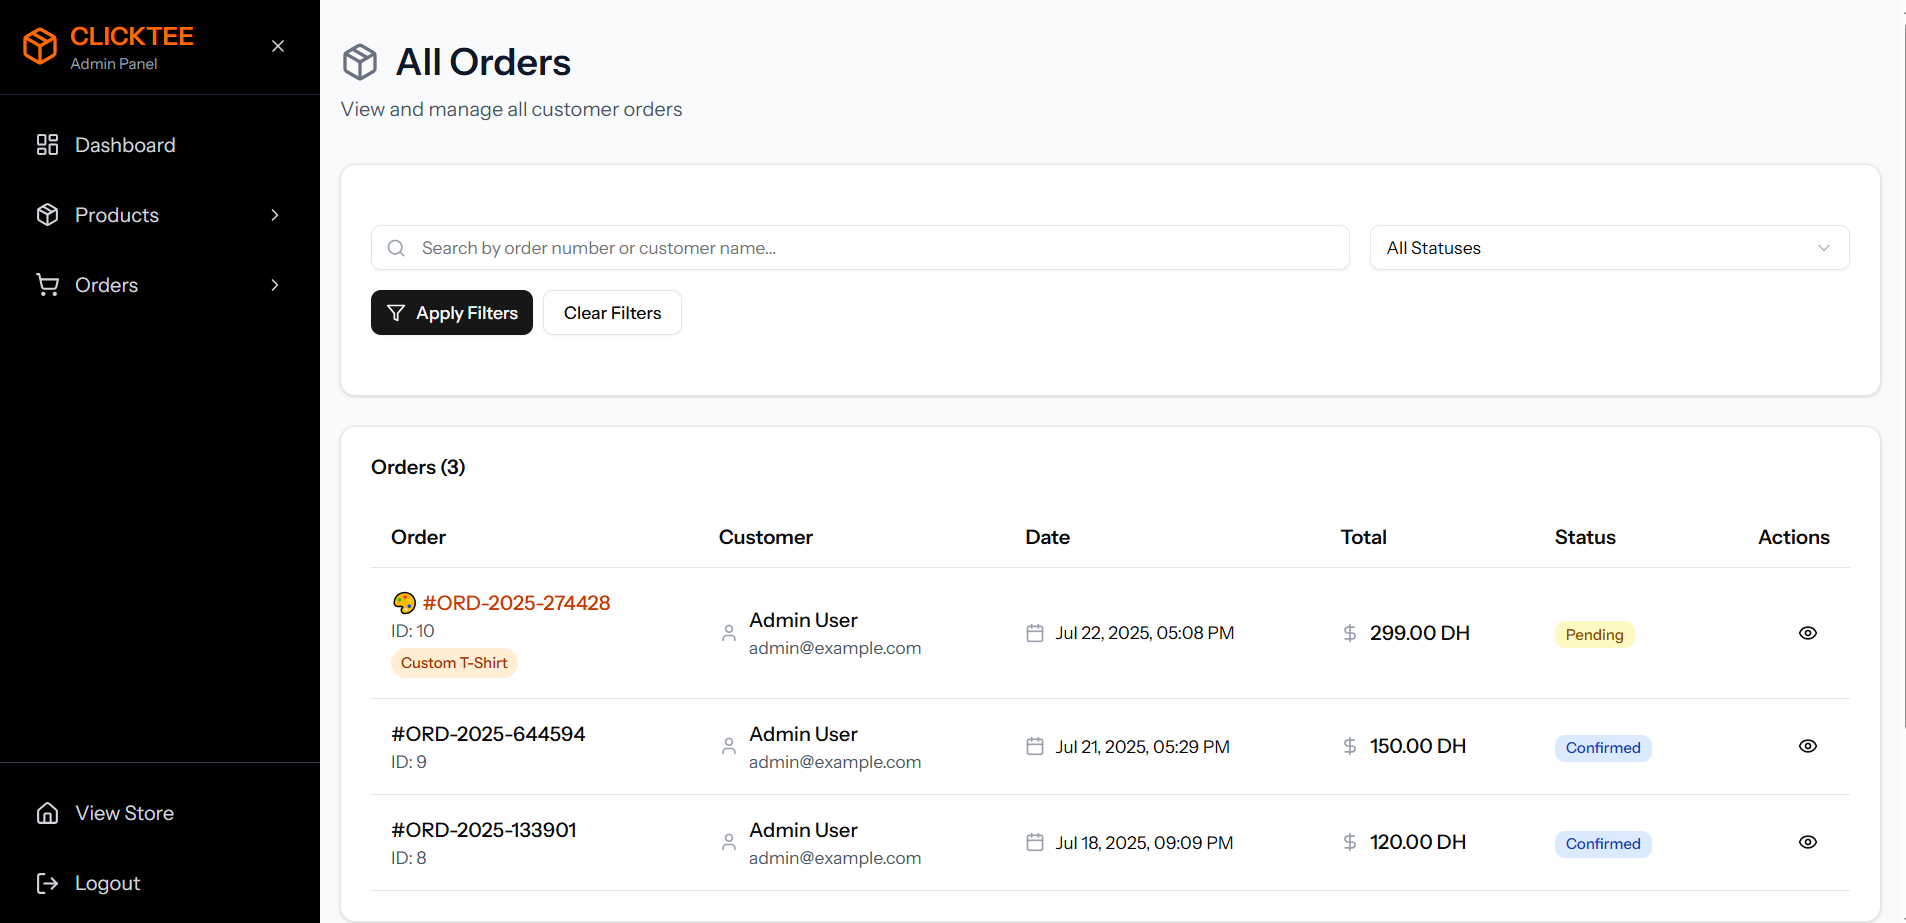 CLICKTEE
Admin Panel
Dashboard
Products
Orders
View Store
Logout
All Orders
View and manage all customer orders
Search by order number or customer name...
All Statuses
Apply Filters
Clear Filters
Orders (3)
Order Customer Date Total Status Actions
#ORD-2025-274428
ID: 10
Custom T-Shirt
Admin User
admin@example.com
Jul 22, 2025, 05:08 PM
$ 299.00 DH
Pending
#ORD-2025-644594
ID: 9
Admin User
admin@example.com
Jul 21, 2025, 05:29 PM
$ 150.00 DH
Confirmed
#ORD-2025-133901
ID: 8
Admin User
admin@example.com
Jul 18, 2025, 09:09 PM
$ 120.00 DH
Confirmed